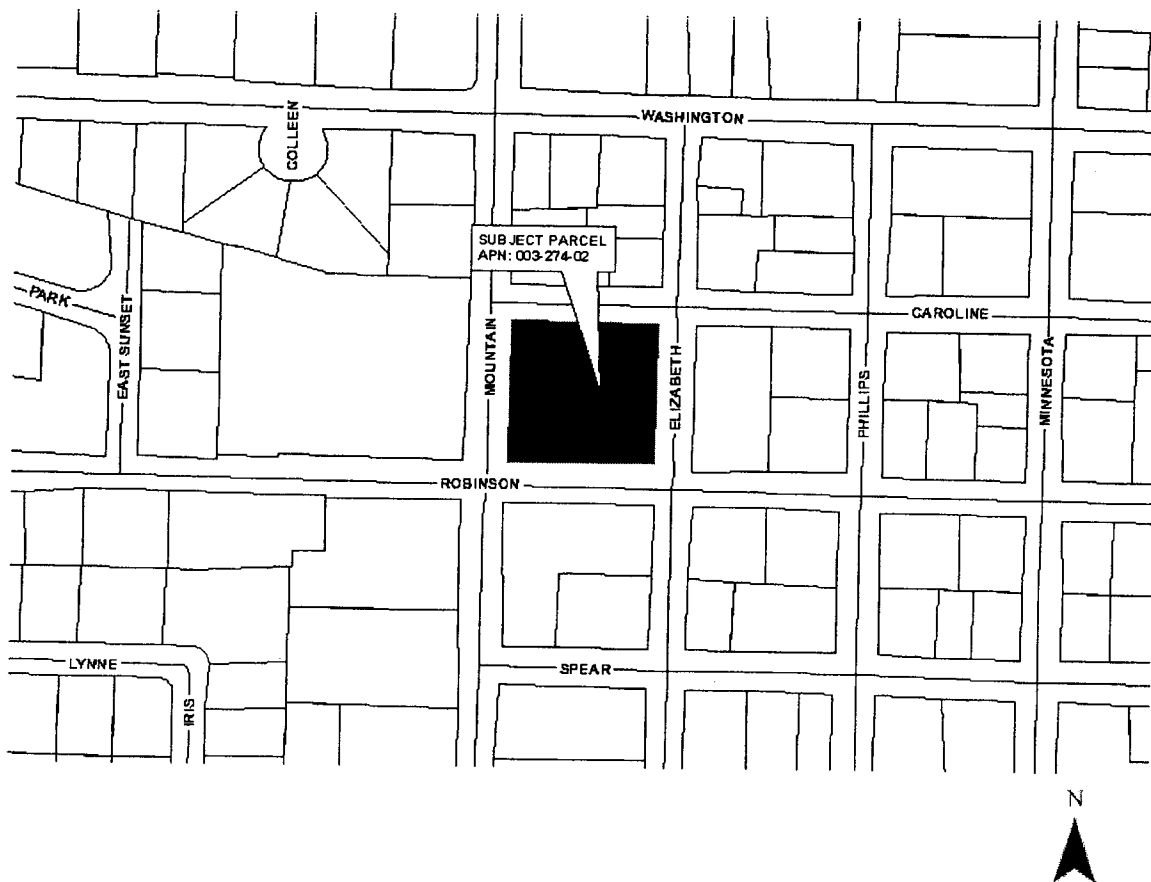 COLLEEN
WASHINGTON
SUBJECT PARCEL
APN: 003-274-02
PARK
EAST SUNSET
MOUNTAIN
ELIZABETH
CAROLINE
PHILLIPS
MINNESOTA
ROBINSON
LYNNE
IRIS
SPEAR
N